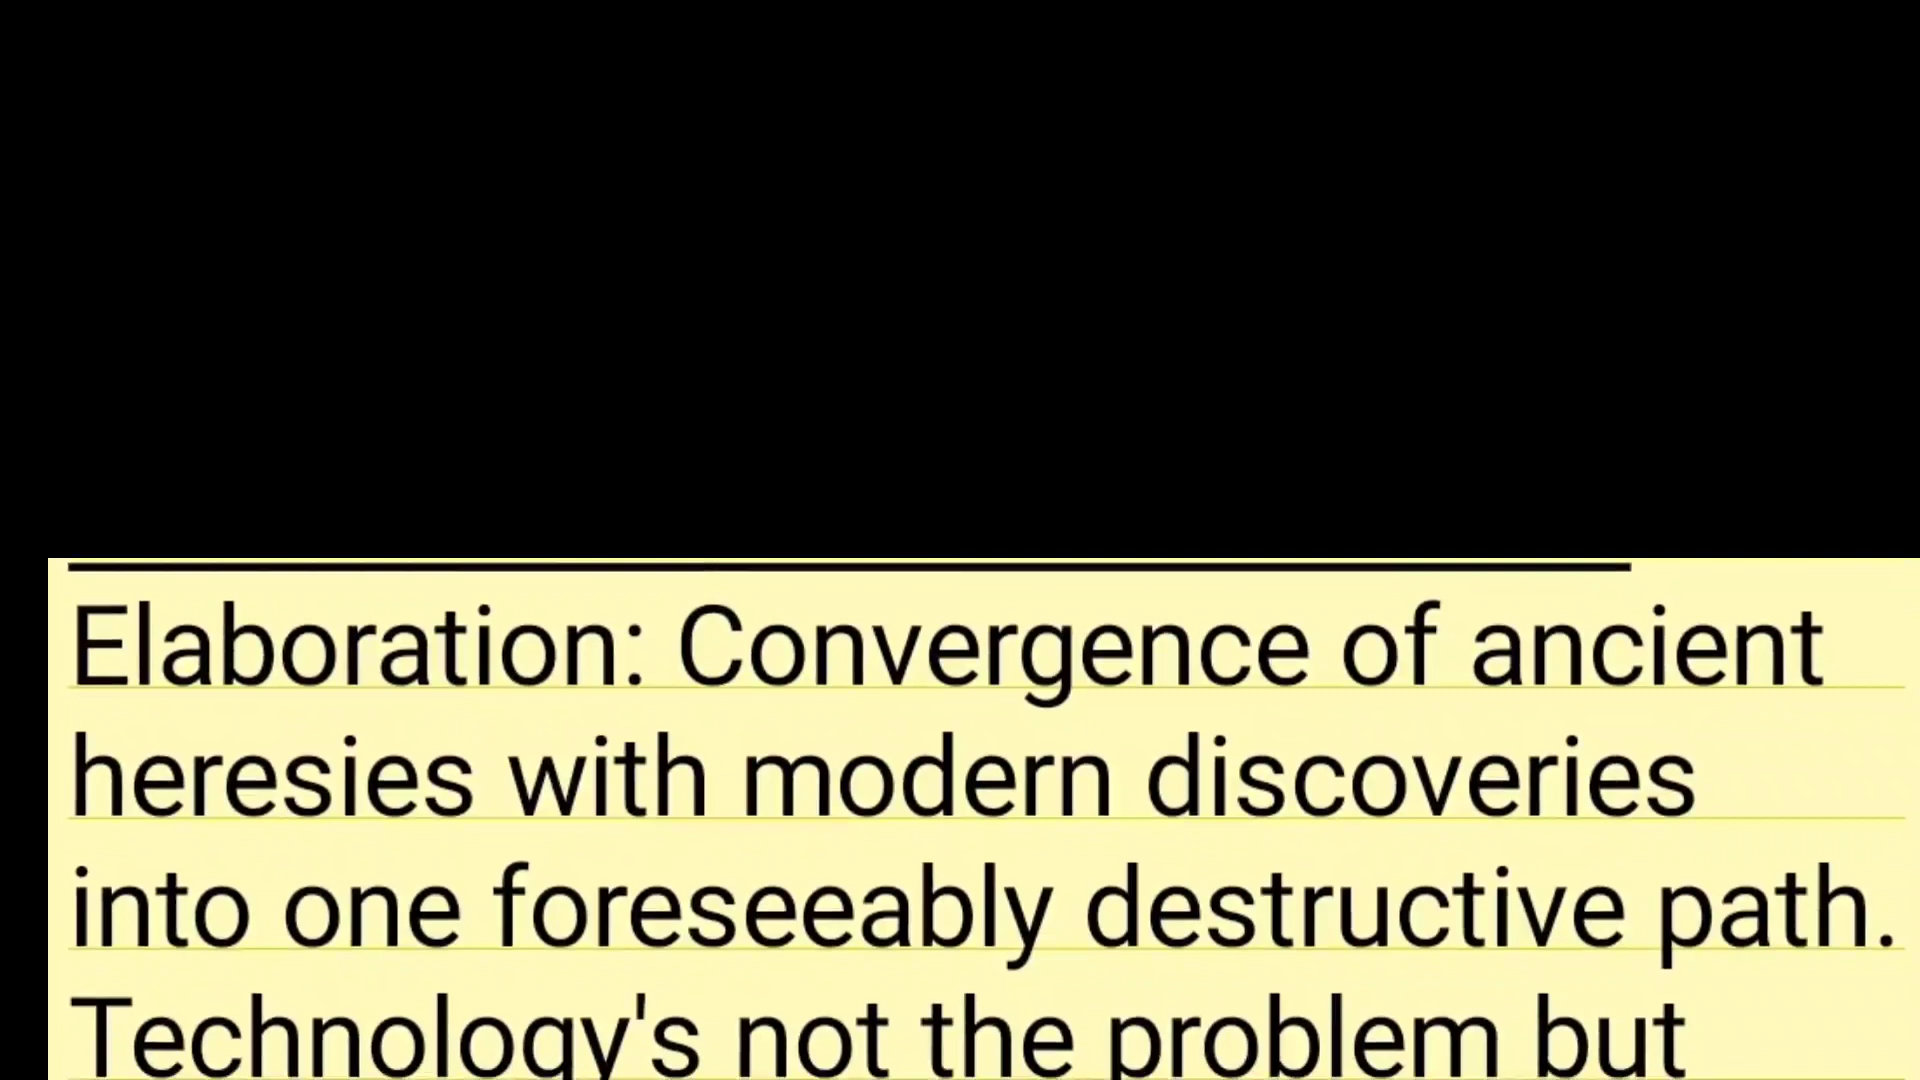 Elaboration: Convergence of ancient
heresies with modern discoveries
into one foreseeably destructive path.
Technology's not the problem but